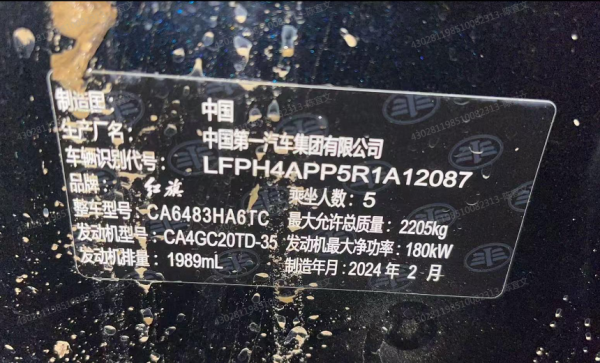 制造国：中国
生产厂名：中国第一汽车集团有限公司
车辆识别代号：LFPH4APP5R1A12087
品牌：红旗 乘坐人数：5
整车型号：CA6483HA6TC 最大允许总质量：2205kg
发动机型号：CA4GC20TD-35 发动机最大净功率：180kW
发动机排量：1989mL 制造年月：2024年2月